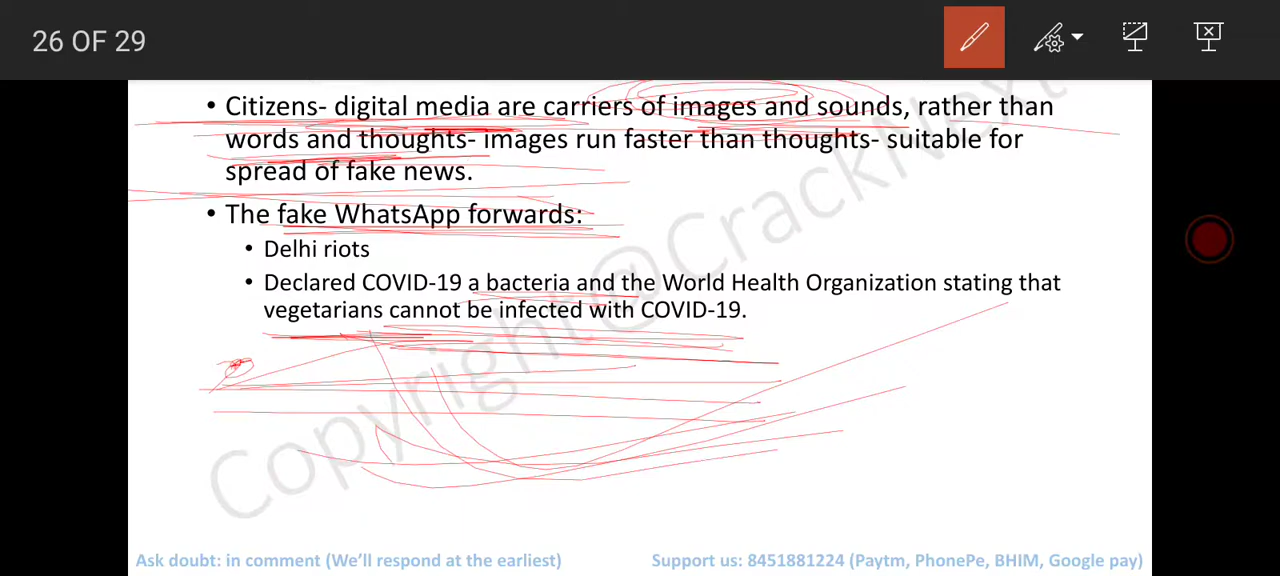 26 OF 29
• Citizens- digital media are carriers of images and sounds, rather than
words and thoughts- images run faster than thoughts- suitable for
spread of fake news.
• The fake WhatsApp forwards:
• Delhi riots
• Declared COVID-19 a bacteria and the World Health Organization stating that
vegetarians cannot be infected with COVID-19.
Copyright@CrackNext
Ask doubt: in comment (We'll respond at the earliest)
Support us: 8451881224 (Paytm, PhonePe, BHIM, Google pay)